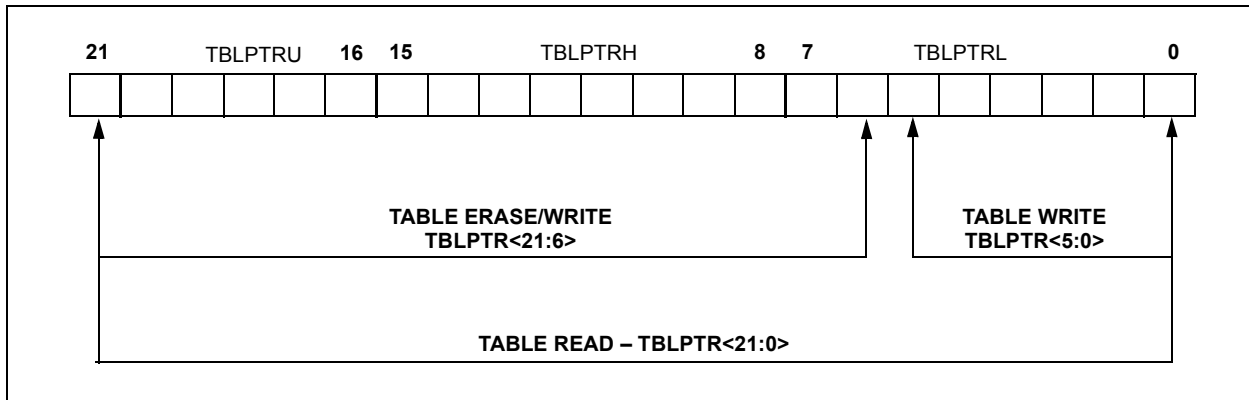 21 TBLPTRU 16 15 TBLPTRH 8 7 TBLPTRL 0
TABLE ERASE/WRITE
TBLPTR<21:6>
TABLE WRITE
TBLPTR<5:0>
TABLE READ – TBLPTR<21:0>